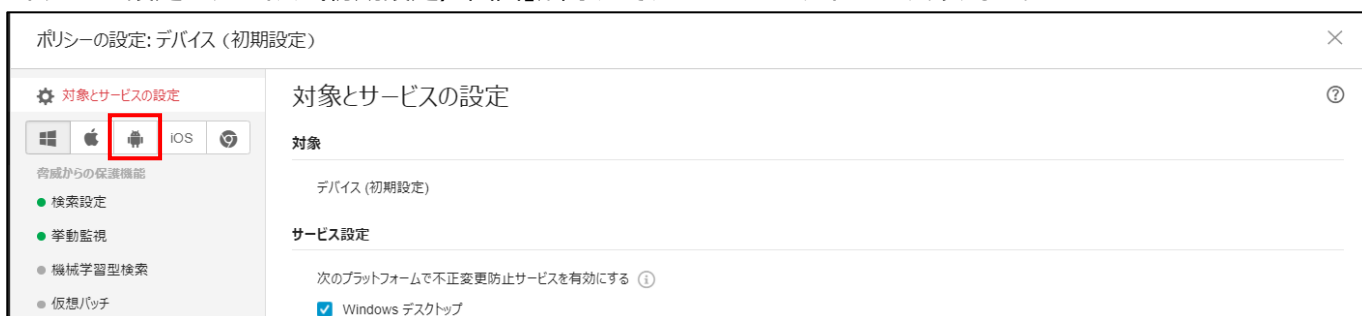 ポリシーの設定: デバイス (初期設定)
対象とサービスの設定
iOS
脅威からの保護機能
検索設定
挙動監視
機械学習型検索
仮想パッチ
対象とサービスの設定
対象
デバイス (初期設定)
サービス設定
次のプラットフォームで不正変更防止サービスを有効にする
Windows デスクトップ